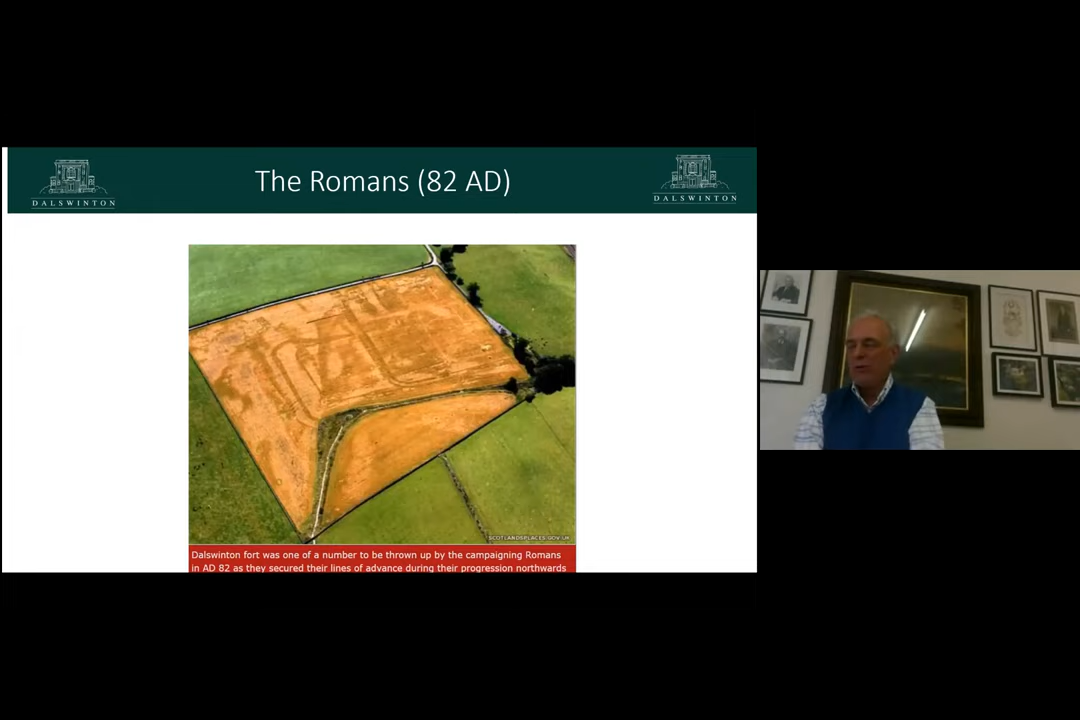 The Romans (82 AD)
DALSWINTON
DALSWINTON
SCOTLANDSPLACES.GOV.UK
Dalswinton fort was one of a number to be thrown up by the campaigning Romans
in AD 82 as they secured their lines of advance during their progression northwards